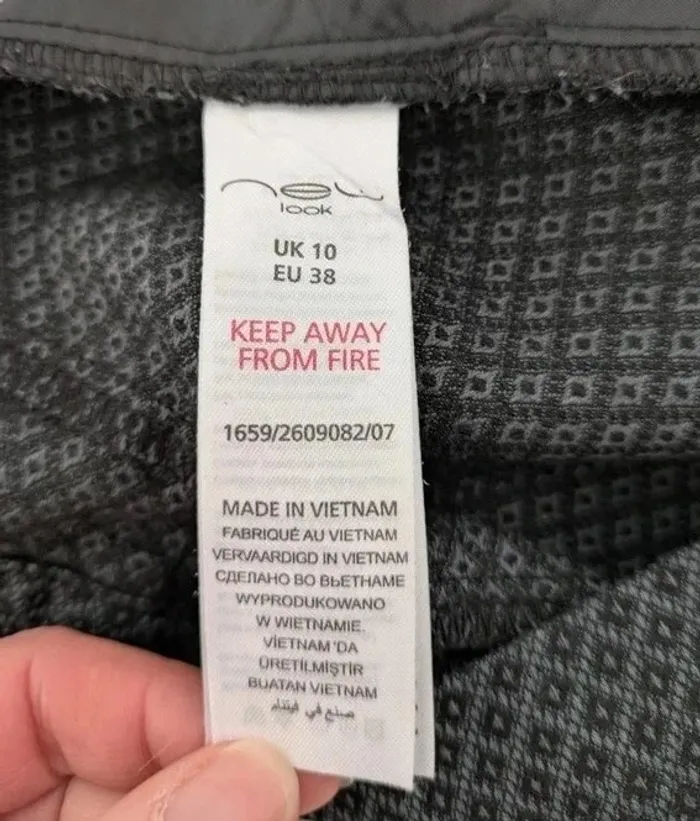 new
look
UK 10
EU 38
KEEP AWAY
FROM FIRE
1659/2609082/07
MADE IN VIETNAM
FABRIQUÉ AU VIETNAM
VERVAARDIGD IN VIETNAM
СДЕЛАНО ВО ВЬЕТНАМЕ
WYPRODUKOWANO
W WIETNAMIE
VİETNAM'DA
ÜRETİLMİŞTİR
BUATAN VIETNAM
صنع في فيتنام